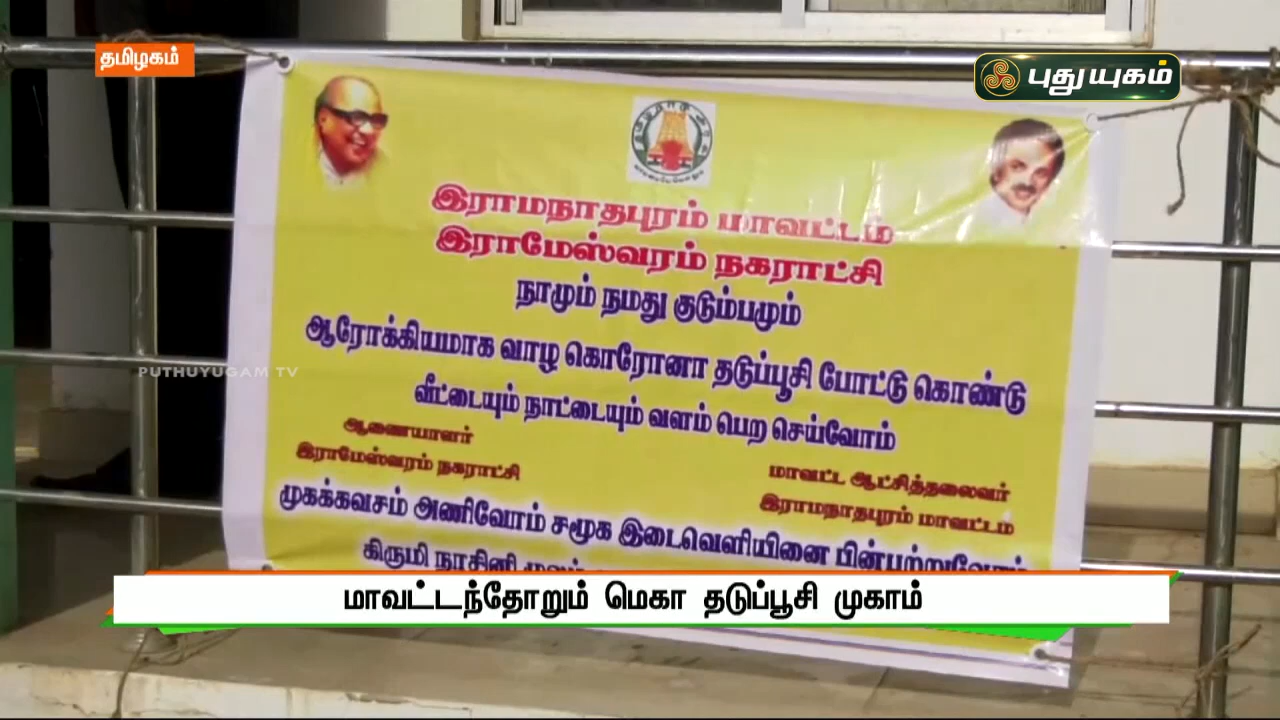 தமிழகம்
புதுயுகம்
இராமநாதபுரம் மாவட்டம்
இராமேஸ்வரம் நகராட்சி
நாமும் நமது குடும்பமும்
ஆரோக்கியமாக வாழ கொரோனா தடுப்பூசி போட்டு கொண்டு
வீட்டையும் நாட்டையும் வளம் பெற செய்வோம்
ஆணையாளர்
இராமேஸ்வரம் நகராட்சி
மாவட்ட ஆட்சித்தலைவர்
இராமநாதபுரம் மாவட்டம்
முகக்கவசம் அணிவோம் சமூக இடைவெளியினை பின்பற்றுவோம்
கிருமி நாசினி
PUTHUYUGAM TV
மாவட்டந்தோறும் மெகா தடுப்பூசி முகாம்